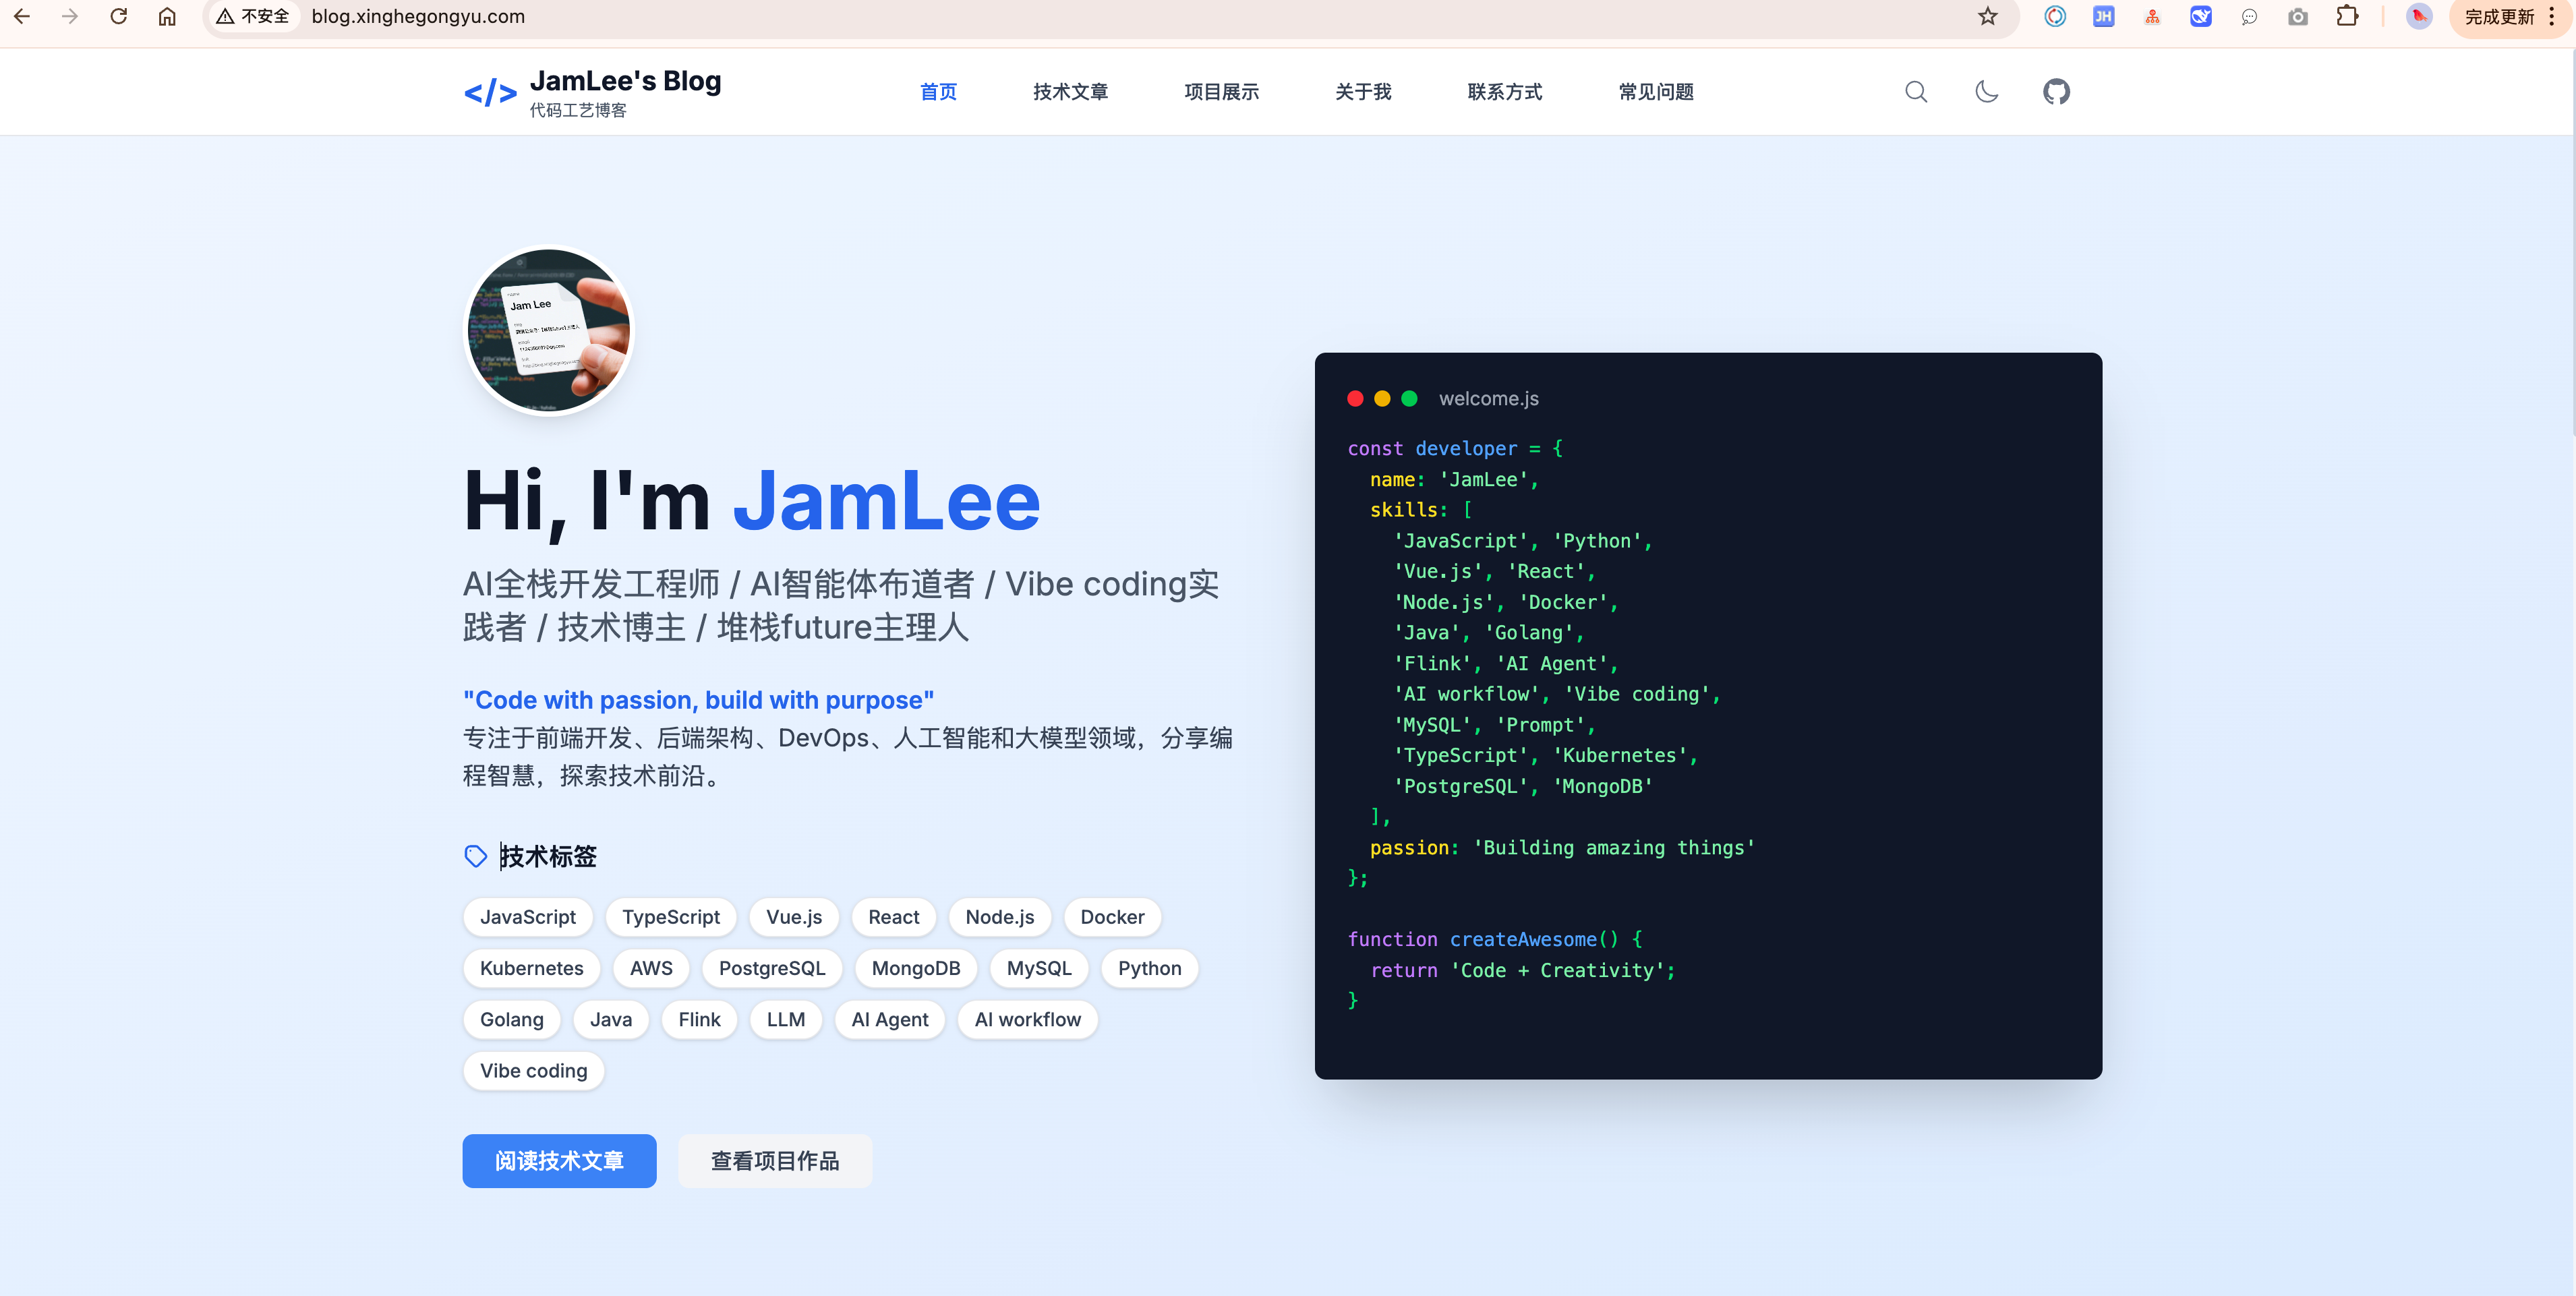 不安全 blog.xinghegongyu.com
JH
完成更新
</> JamLee's Blog
代码工艺博客
首页 技术文章 项目展示 关于我 联系方式 常见问题
Jam Lee
Hi, I'm JamLee
AI全栈开发工程师 / AI智能体布道者 / Vibe coding实
践者 / 技术博主 / 堆栈future主理人
"Code with passion, build with purpose"
专注于前端开发、后端架构、DevOps、人工智能和大模型领域，分享编
程智慧，探索技术前沿。
技术标签
JavaScript TypeScript Vue.js React Node.js Docker
Kubernetes AWS PostgreSQL MongoDB MySQL Python
Golang Java Flink LLM AI Agent AI workflow
Vibe coding
阅读技术文章 查看项目作品
welcome.js
const developer = {
name: 'JamLee',
skills: [
'JavaScript', 'Python',
'Vue.js', 'React',
'Node.js', 'Docker',
'Java', 'Golang',
'Flink', 'AI Agent',
'AI workflow', 'Vibe coding',
'MySQL', 'Prompt',
'TypeScript', 'Kubernetes',
'PostgreSQL', 'MongoDB'
],
passion: 'Building amazing things'
};
function createAwesome() {
return 'Code + Creativity';
}